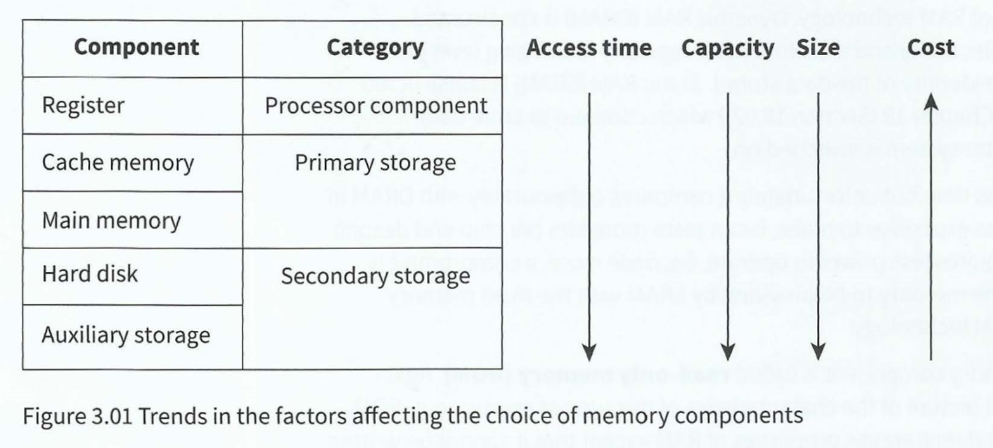 Component Category Access time Capacity Size Cost
Register Processor component
Cache memory Primary storage
Main memory
Hard disk Secondary storage
Auxiliary storage
Figure 3.01 Trends in the factors affecting the choice of memory components